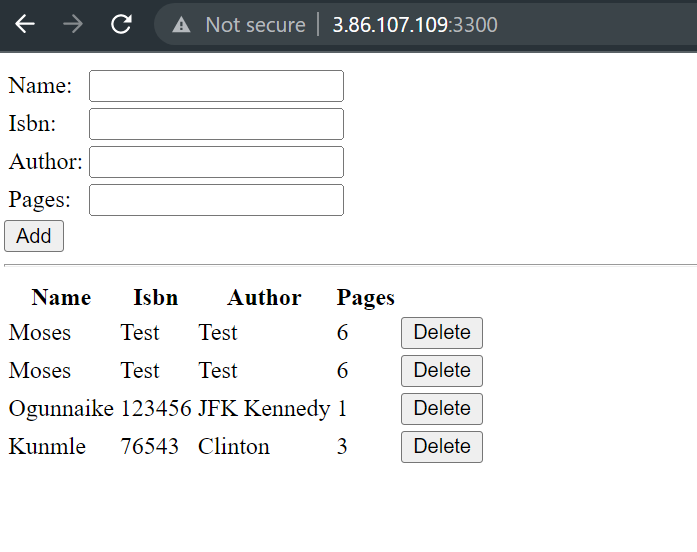 Not secure | 3.86.107.109:3300
Name:
Isbn:
Author:
Pages:
Add
Name Isbn Author Pages
Moses Test Test 6 Delete
Moses Test Test 6 Delete
Ogunnaike 123456 JFK Kennedy 1 Delete
Kunmle 76543 Clinton 3 Delete